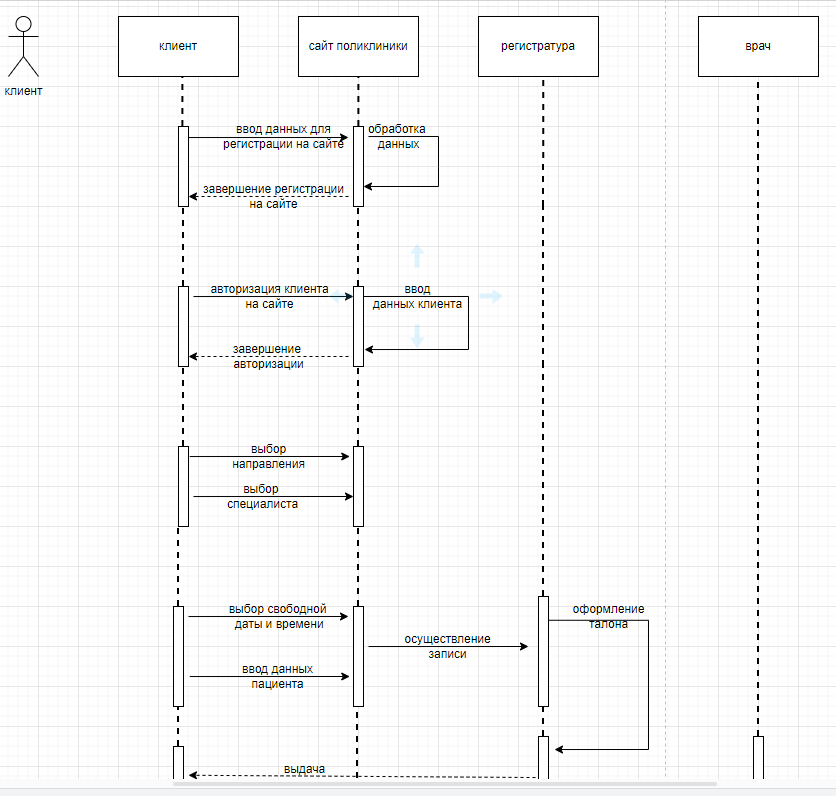 клиент
сайт поликлиники
регистратура
врач
клиент
ввод данных для
регистрации на сайте
обработка
данных
завершение регистрации
на сайте
авторизация клиента
на сайте
ввод
данных клиента
завершение
авторизации
выбор
направления
выбор
специалиста
выбор свободной
даты и времени
оформление
талона
осуществление
записи
ввод данных
пациента
выдача